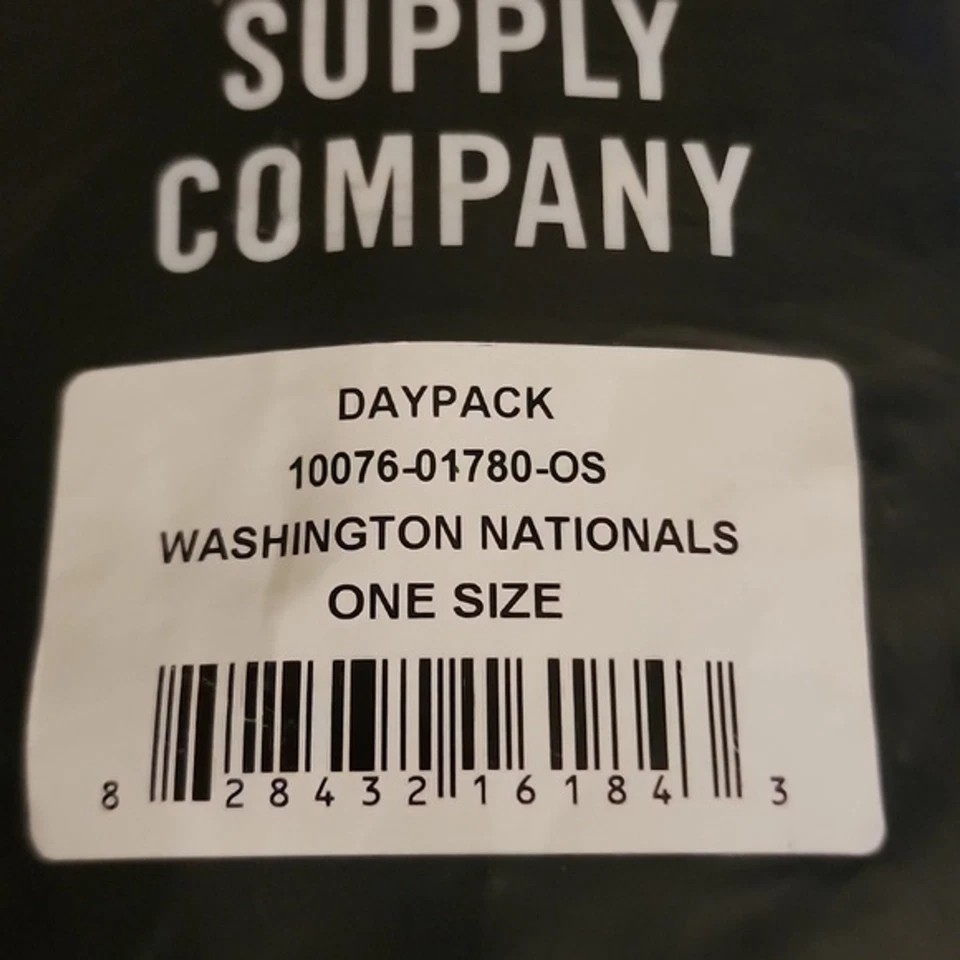 SUPPLY
COMPANY
DAYPACK
10076-01780-OS
WASHINGTON NATIONALS
ONE SIZE
8 28432 16184 3